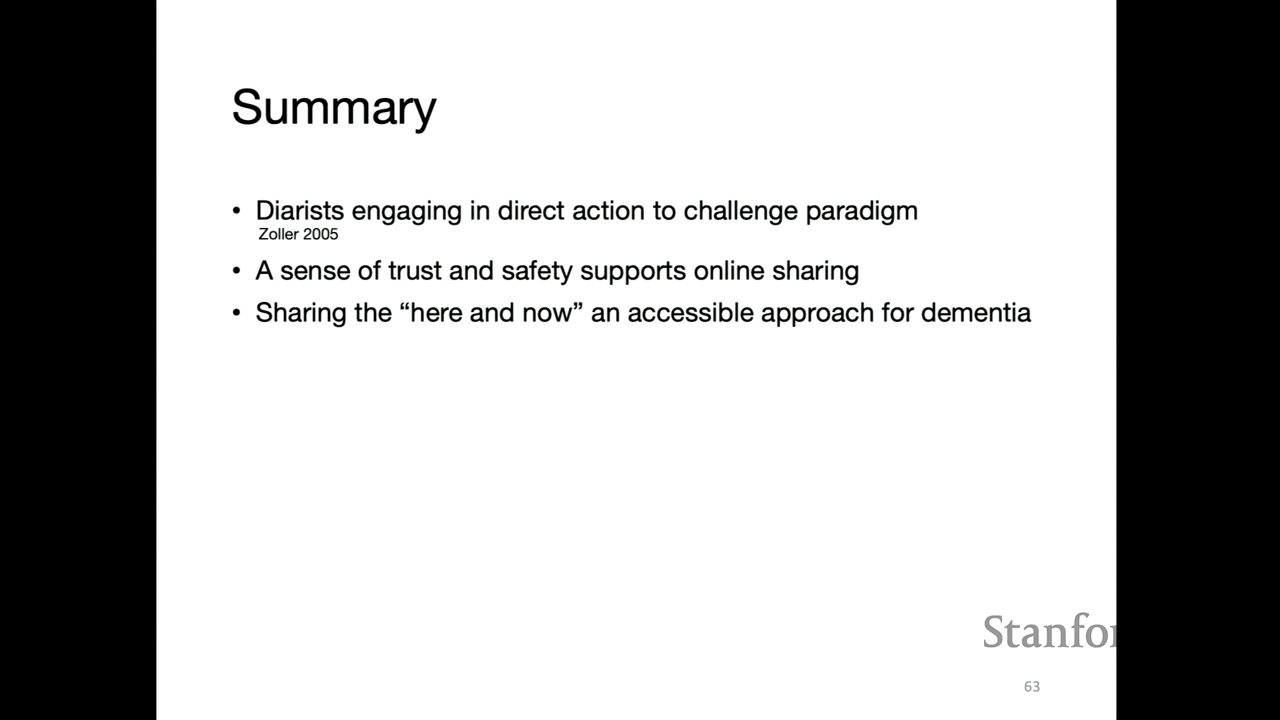 Summary
• Diarists engaging in direct action to challenge paradigm
Zoller 2005
• A sense of trust and safety supports online sharing
• Sharing the “here and now” an accessible approach for dementia
Stanfor
63